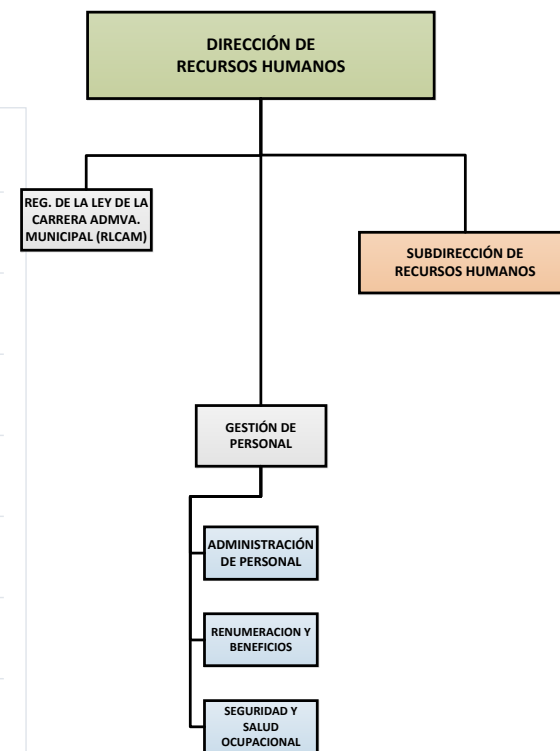 DIRECCIÓN DE
RECURSOS HUMANOS
REG. DE LA LEY DE LA
CARRERA ADMVA.
MUNICIPAL (RLCAM)
SUBDIRECCIÓN DE
RECURSOS HUMANOS
GESTIÓN DE
PERSONAL
ADMINISTRACIÓN
DE PERSONAL
RENUMERACION Y
BENEFICIOS
SEGURIDAD Y
SALUD
OCUPACIONAL